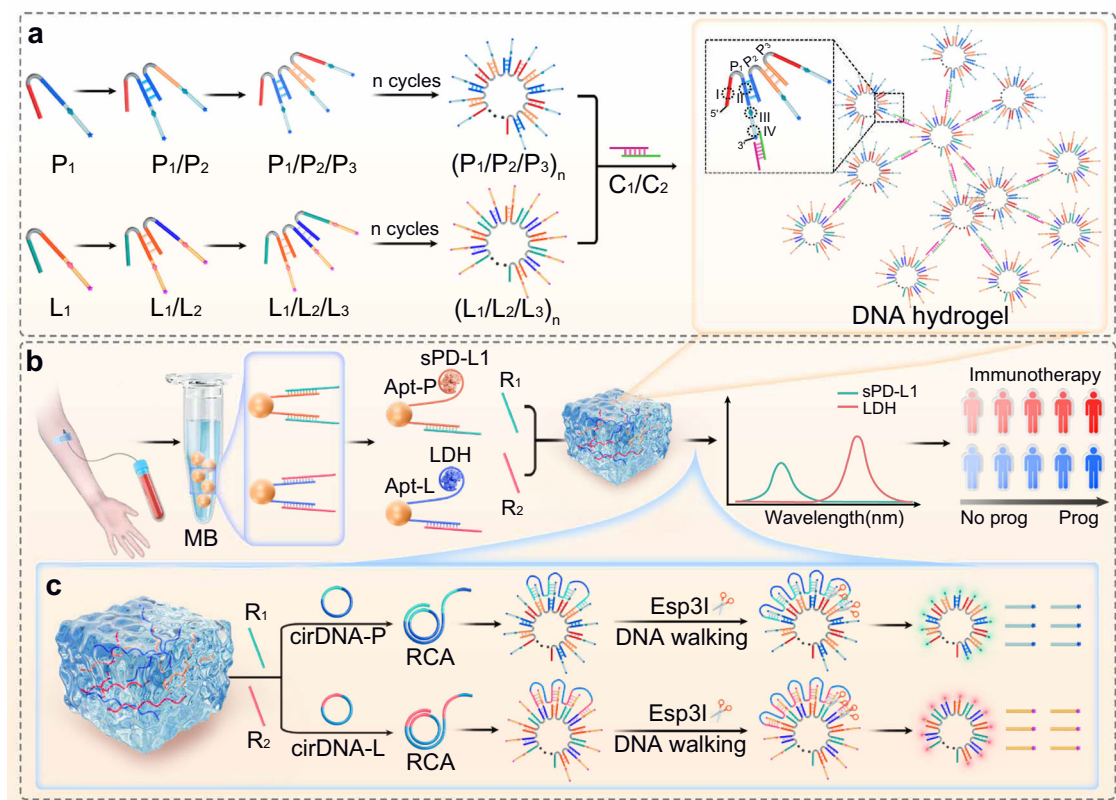 a
P₁
P₁/P₂
P₁/P₂/P₃
n cycles
(P₁/P₂/P₃)ₙ
L₁
L₁/L₂
L₁/L₂/L₃
n cycles
(L₁/L₂/L₃)ₙ
C₁/C₂
P₁ P₂ P₃
I
II
5'
III
IV
3'
DNA hydrogel
b
MB
sPD-L1
Apt-P
LDH
Apt-L
R₁
R₂
sPD-L1
LDH
Wavelength(nm)
Immunotherapy
No prog Prog
c
R₁
R₂
cirDNA-P
RCA
Esp3I
DNA walking
cirDNA-L
RCA
Esp3I
DNA walking